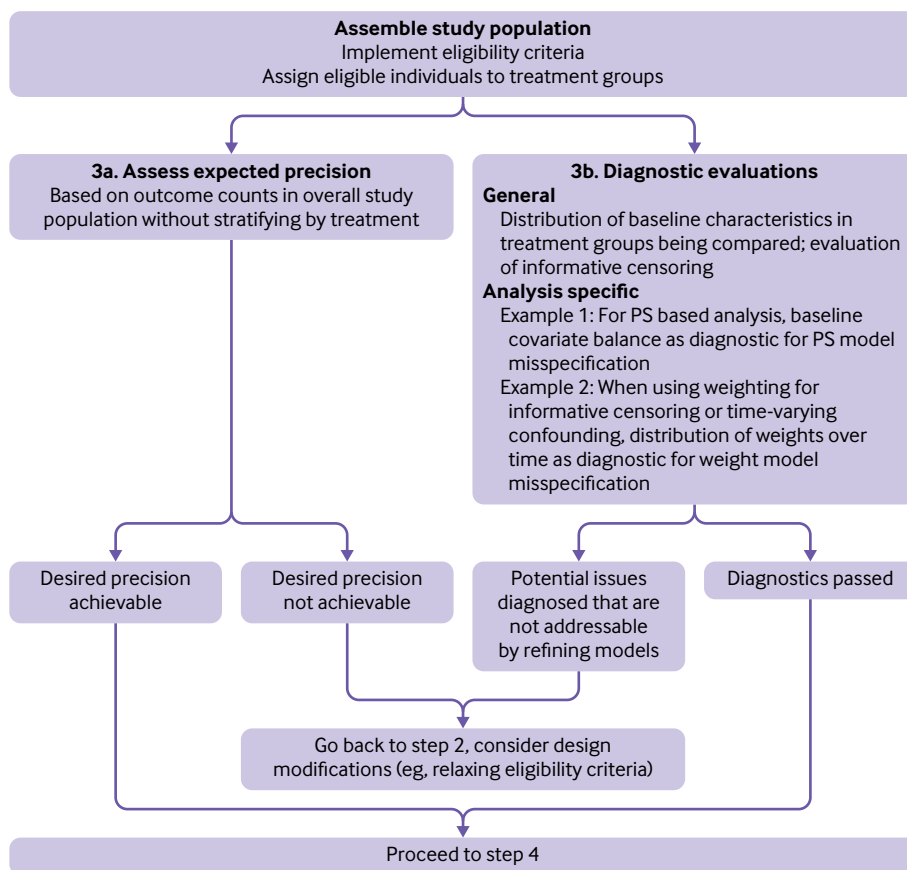 Assemble study population
Implement eligibility criteria
Assign eligible individuals to treatment groups
3a. Assess expected precision
Based on outcome counts in overall study
population without stratifying by treatment
3b. Diagnostic evaluations
General
Distribution of baseline characteristics in
treatment groups being compared; evaluation
of informative censoring
Analysis specific
Example 1: For PS based analysis, baseline
covariate balance as diagnostic for PS model
misspecification
Example 2: When using weighting for
informative censoring or time-varying
confounding, distribution of weights over
time as diagnostic for weight model
misspecification
Desired precision
achievable
Desired precision
not achievable
Potential issues
diagnosed that are
not addressable
by refining models
Diagnostics passed
Go back to step 2, consider design
modifications (eg, relaxing eligibility criteria)
Proceed to step 4